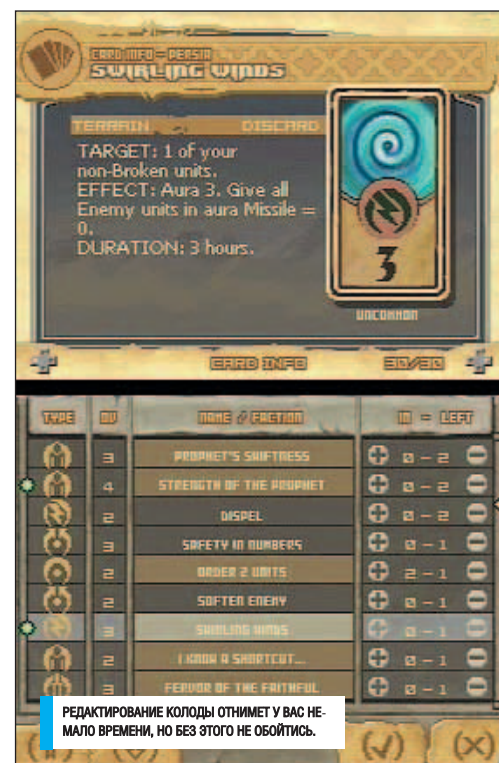 CARD INFO - PERSIA
SWIRLING WINDS
TERRAIN DISCARD
TARGET: 1 of your
non-Broken units.
EFFECT: Aura 3. Give all
Enemy units in aura Missile =
0.
DURATION: 3 hours.
3
UNCOMMON
CARD INFO 30/30
TYPE NAME & FACTION IN - LEFT
3 PROPHET'S SWIFTNESS 0 - 2
4 STRENGTH OF THE PROPHET 0 - 2
2 DISPEL 0 - 2
3 SAFETY IN NUMBERS 0 - 1
2 ORDER 2 UNITS 2 - 1
2 SOFTEN ENEMY 0 - 1
3 SWIRLING WINDS 0 - 1
2 I KNOW A SHORTCUT... 0 - 1
3 FERVOR OF THE FAITHFUL 0 - 1
РЕДАКТИРОВАНИЕ КОЛОДЫ ОТНИМЕТ У ВАС НЕ-
МАЛО ВРЕМЕНИ, НО БЕЗ ЭТОГО НЕ ОБОЙТИСЬ.